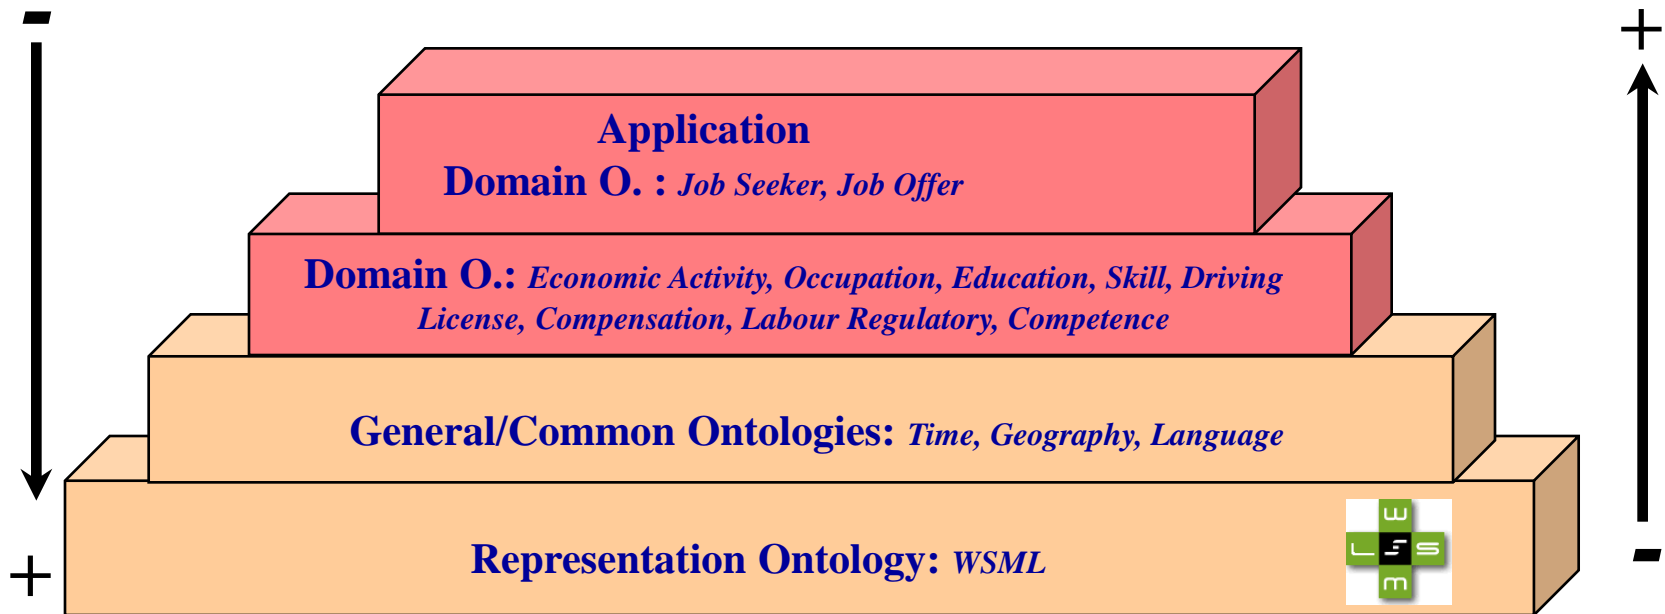 -
+
Application
Domain O. : Job Seeker, Job Offer
Domain O.: Economic Activity, Occupation, Education, Skill, Driving
License, Compensation, Labour Regulatory, Competence
General/Common Ontologies: Time, Geography, Language
Representation Ontology: WSML
W
L S
M
+
-